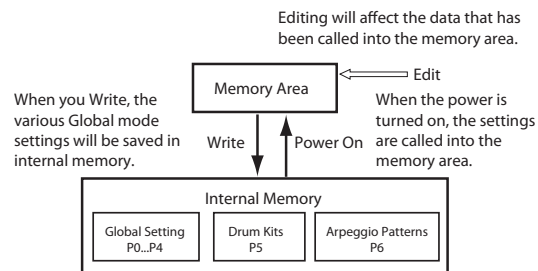 Editing will affect the data that has
been called into the memory area.
Memory Area
Edit
When you Write, the
various Global mode
settings will be saved in
internal memory.
Write
Power On
When the power is
turned on, the settings
are called into the
memory area.
Internal Memory
Global Setting
P0...P4
Drum Kits
P5
Arpeggio Patterns
P6